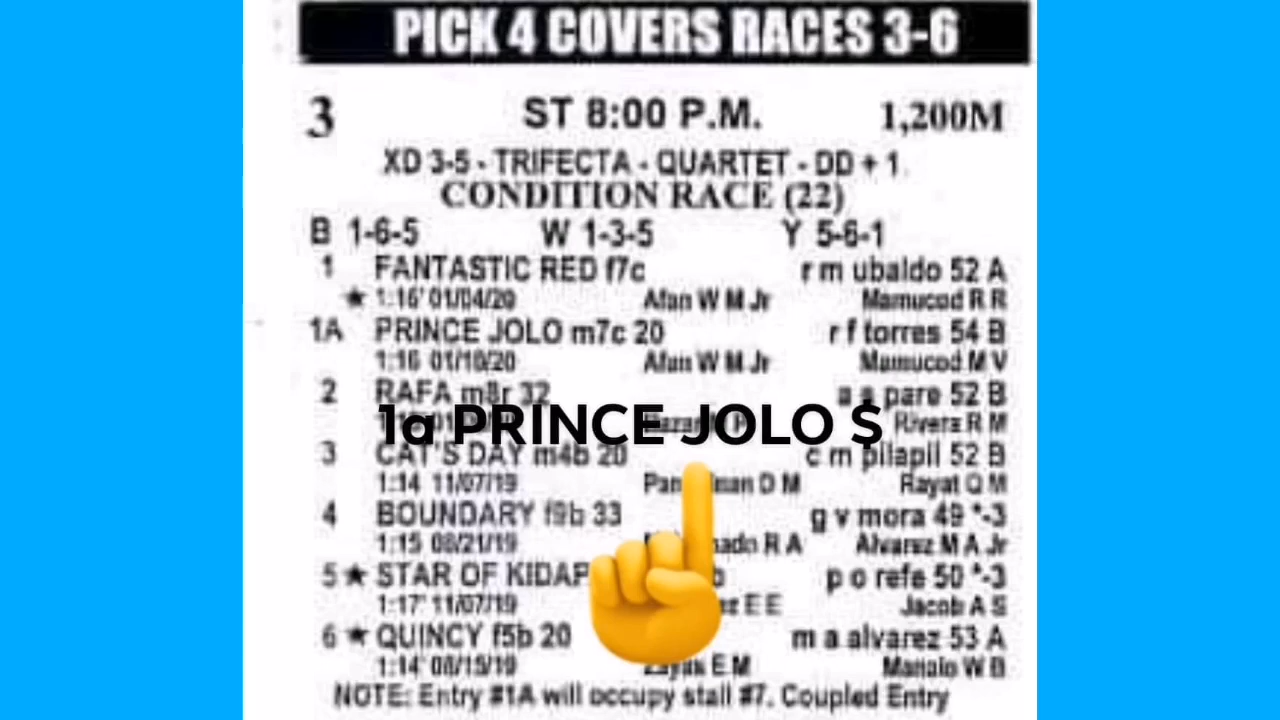 PICK 4 COVERS RACES 3-6
3 ST 8:00 P.M. 1,200M
XD 3-5 - TRIFECTA - QUARTET - DD + 1
CONDITION RACE (22)
B 1-6-5 W 1-3-5 Y 5-6-1
1 FANTASTIC RED f7c r m ubaldo 52 A
★ 1:16' 01/04/20 Afan W M Jr Mamucod R R
1A PRINCE JOLO m7c 20 r f torres 54 B
1:16 01/10/20 Afan W M Jr Mamucod M V
2 RAFA m8r 32 a s pare 52 B
Rivera R M
1a PRINCE JOLO $
3 CAT'S DAY m4b 20 c m pilapil 52 B
1:14 11/07/19 D M Rayat Q M
4 BOUNDARY f9b 33 g v mora 49 *-3
1:15 08/21/19 R A Alvarez M A Jr
5 ★ STAR OF p o refe 50 *-3
1:17' 11/07/19 E E Jacob A S
6 ★ QUINCY f5b 20 m a alvarez 53 A
1:14' 08/15/19 E M Manalo W B
NOTE: Entry #1A will occupy stall #7. Coupled Entry